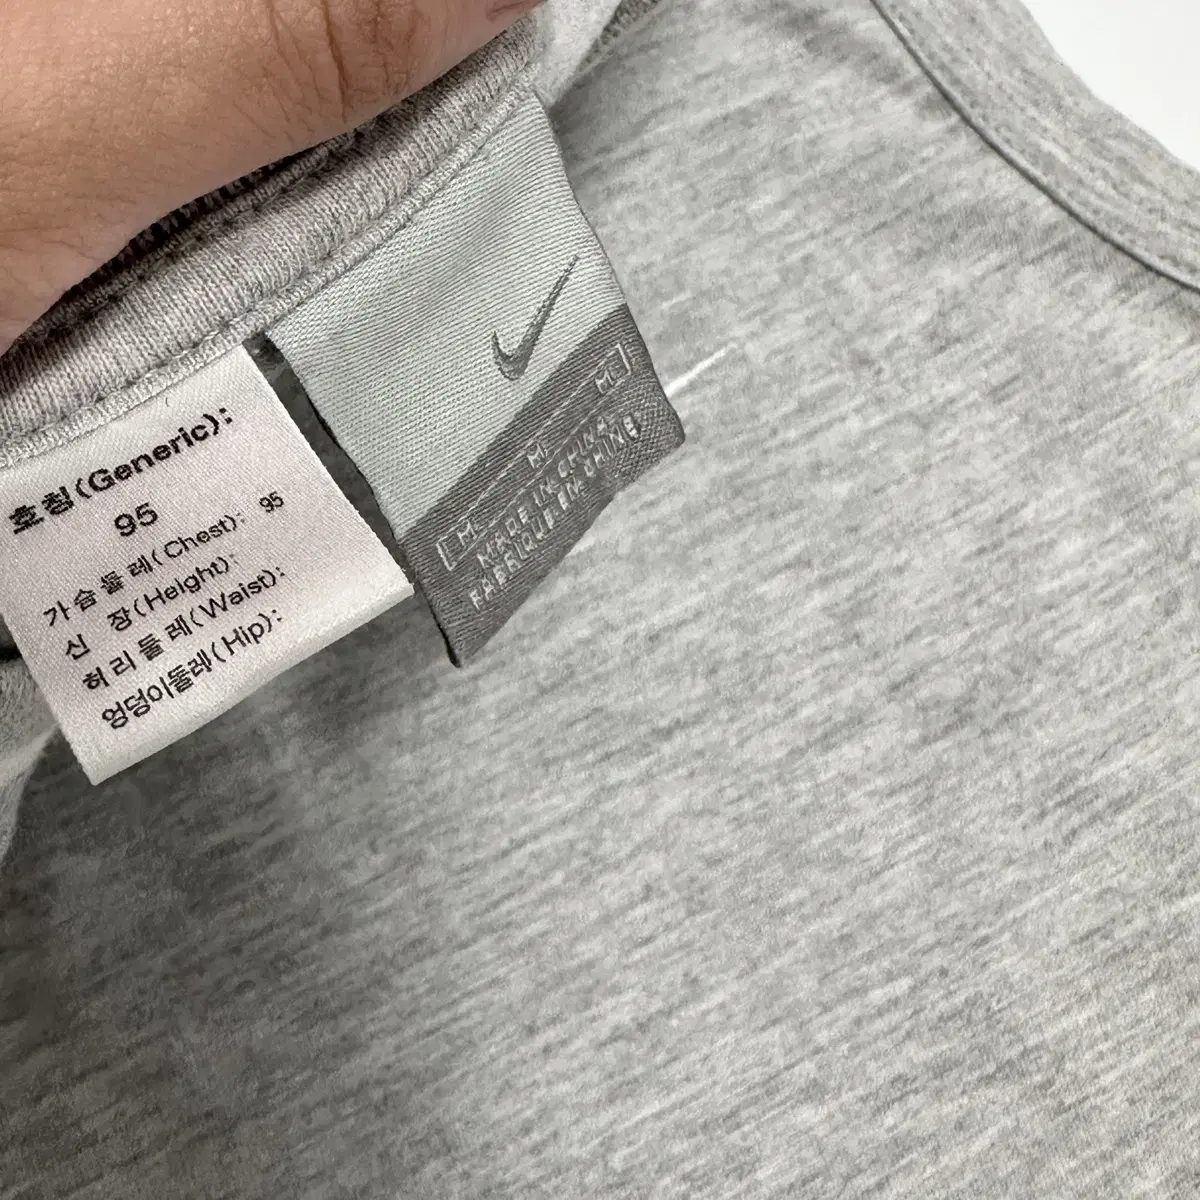 호칭(Generic):
95
가슴둘레(Chest): 95
신 장(Height):
허리둘레(Waist):
엉덩이둘레(Hip):
M M M
MADE IN CHINA
FABRIQUE EN CHINE